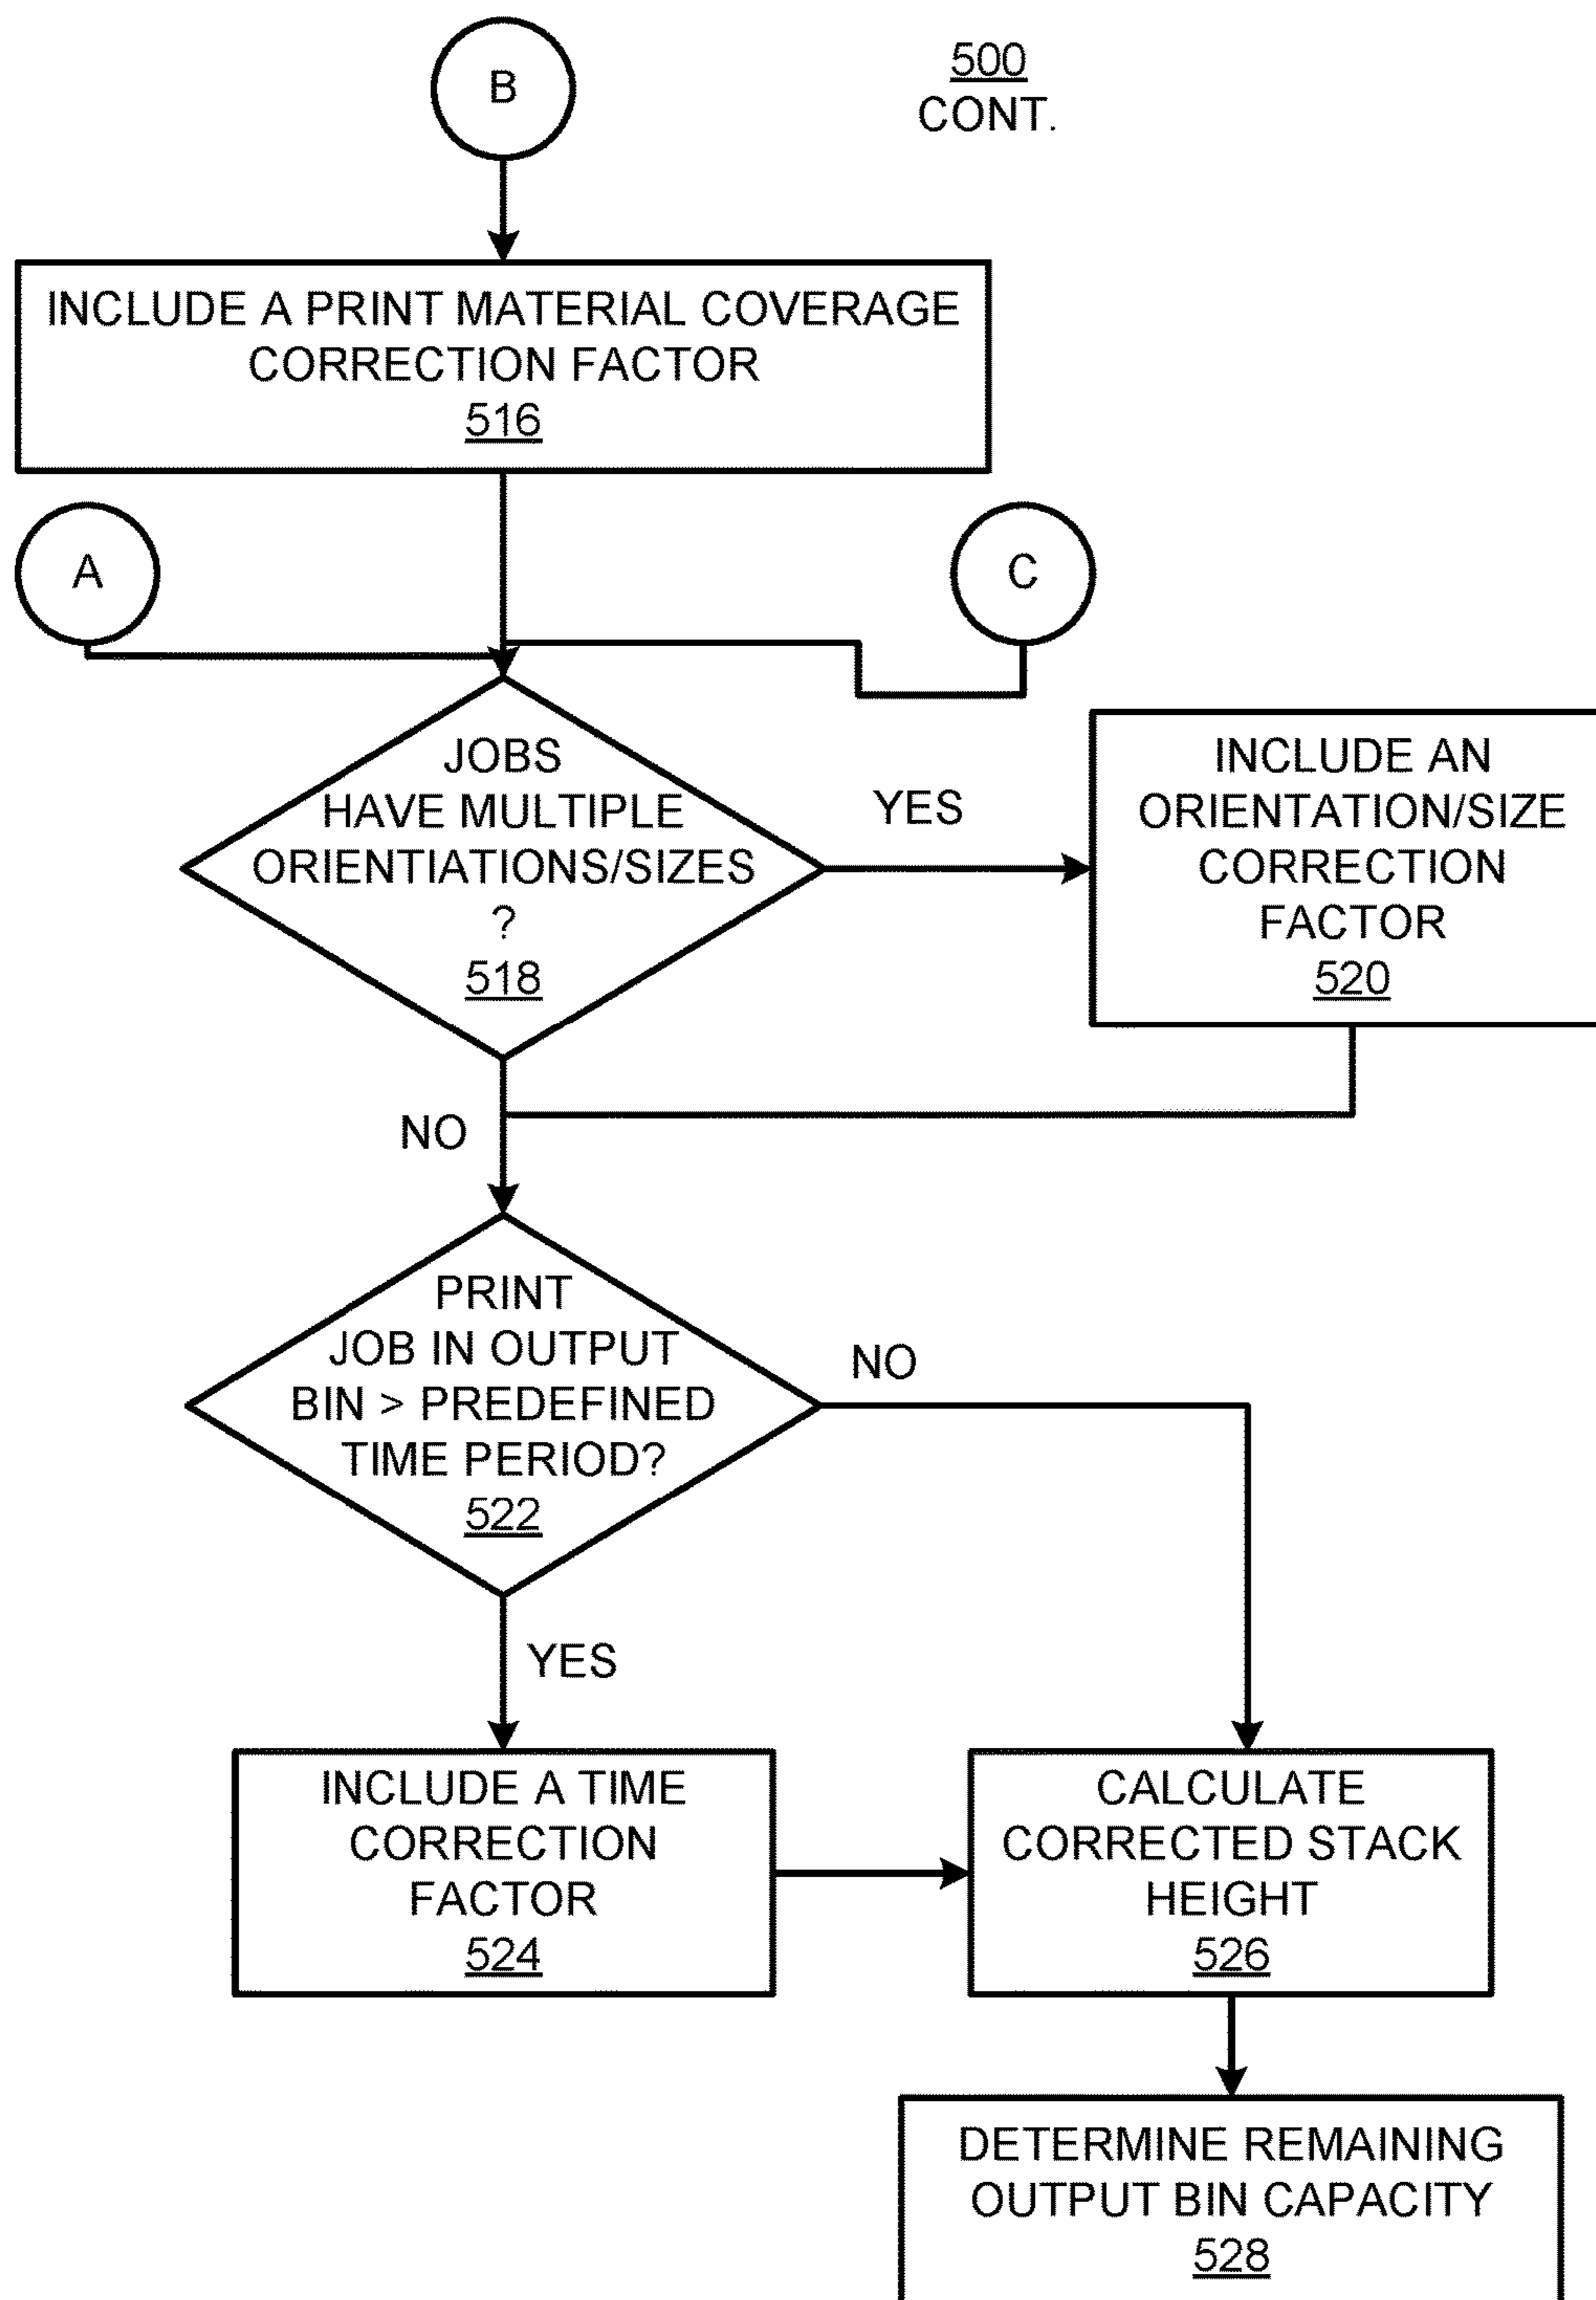 B
500
CONT.
INCLUDE A PRINT MATERIAL COVERAGE
CORRECTION FACTOR
516
A
C
JOBS
HAVE MULTIPLE
ORIENTIATIONS/SIZES
?
518
YES
INCLUDE AN
ORIENTATION/SIZE
CORRECTION
FACTOR
520
NO
PRINT
JOB IN OUTPUT
BIN > PREDEFINED
TIME PERIOD?
522
NO
YES
INCLUDE A TIME
CORRECTION
FACTOR
524
CALCULATE
CORRECTED STACK
HEIGHT
526
DETERMINE REMAINING
OUTPUT BIN CAPACITY
528